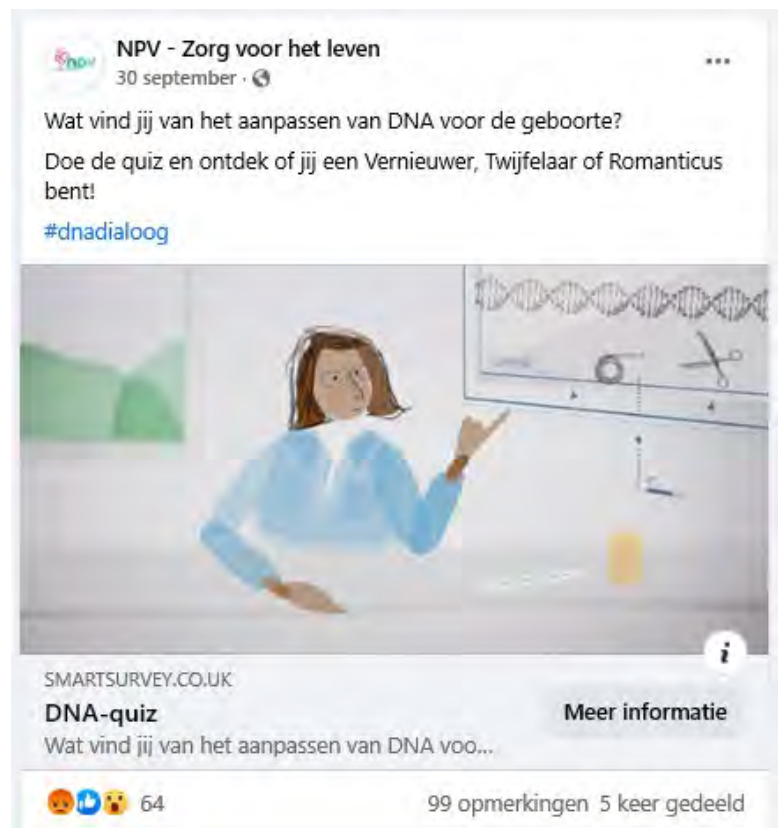 npv
NPV - Zorg voor het leven
30 september ·
Wat vind jij van het aanpassen van DNA voor de geboorte?
Doe de quiz en ontdek of jij een Vernieuwer, Twijfelaar of Romanticus
bent!
#dnadialoog
i
SMARTSURVEY.CO.UK
DNA-quiz
Meer informatie
Wat vind jij van het aanpassen van DNA voo...
64
99 opmerkingen 5 keer gedeeld